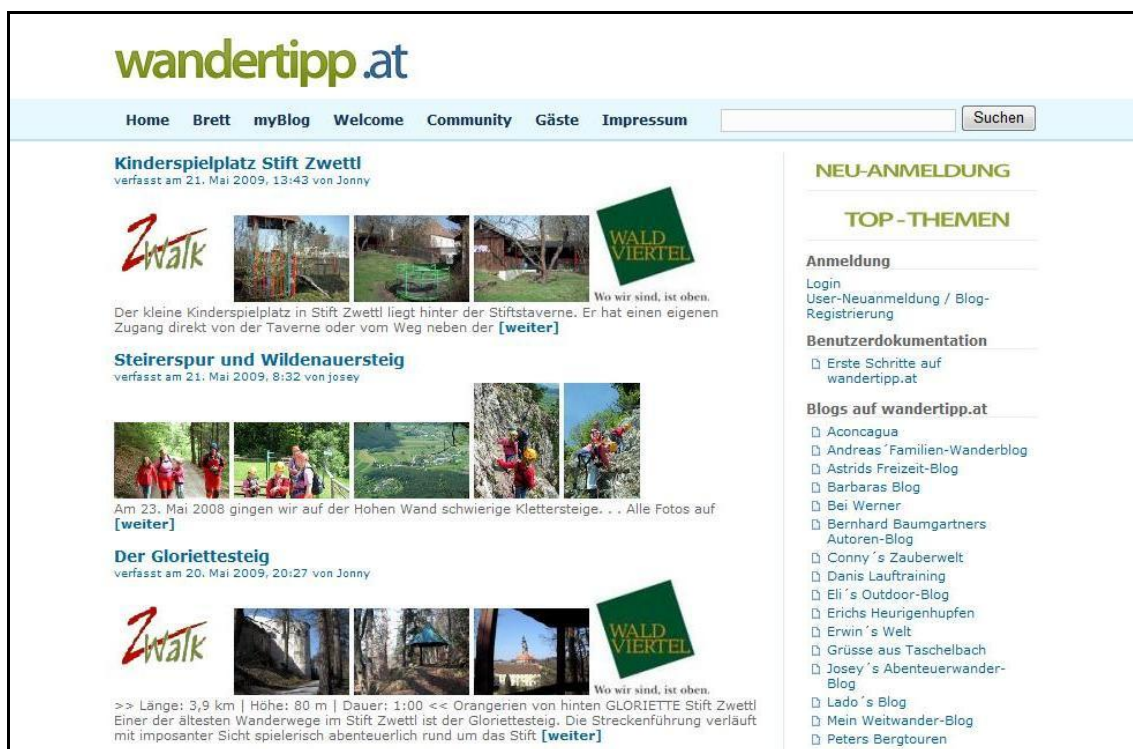 wandertipp.at
Home Brett myBlog Welcome Community Gäste Impressum
Suchen
Kinderspielplatz Stift Zwettl
verfasst am 21. Mai 2009, 13:43 von Jonny
ZWalk
WALD
VIERTEL
Wo wir sind, ist oben.
Der kleine Kinderspielplatz in Stift Zwettl liegt hinter der Stiftstaverne. Er hat einen eigenen
Zugang direkt von der Taverne oder vom Weg neben der [weiter]
Steirerspur und Wildenauersteig
verfasst am 21. Mai 2009, 8:32 von josey
Am 23. Mai 2008 gingen wir auf der Hohen Wand schwierige Klettersteige. . . Alle Fotos auf
[weiter]
Der Gloriettesteig
verfasst am 20. Mai 2009, 20:27 von Jonny
ZWalk
WALD
VIERTEL
Wo wir sind, ist oben.
>> Länge: 3,9 km | Höhe: 80 m | Dauer: 1:00 << Orangerien von hinten GLORIETTE Stift Zwettl
Einer der ältesten Wanderwege im Stift Zwettl ist der Gloriettesteig. Die Streckenführung verläuft
mit imposanter Sicht spielerisch abenteuerlich rund um das Stift [weiter]
NEU-ANMELDUNG
TOP-THEMEN
Anmeldung
Login
User-Neuanmeldung / Blog-
Registrierung
Benutzerdokumentation
Erste Schritte auf
wandertipp.at
Blogs auf wandertipp.at
Aconcagua
Andreas´Familien-Wanderblog
Astrids Freizeit-Blog
Barbaras Blog
Bei Werner
Bernhard Baumgartners
Autoren-Blog
Conny´s Zauberwelt
Danis Lauftraining
Eli´s Outdoor-Blog
Erichs Heurigenhupfen
Erwin´s Welt
Grüsse aus Taschelbach
Josey´s Abenteuerwander-
Blog
Lado´s Blog
Mein Weitwander-Blog
Peters Bergtouren